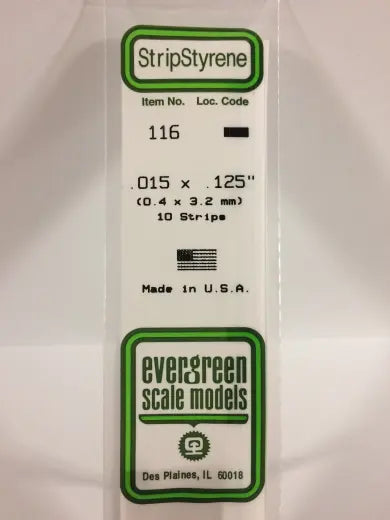 StripStyrene
Item No. Loc. Code
116
.015 x .125"
(0.4 x 3.2 mm)
10 Strips
Made in U.S.A.
evergreen
scale models
Des Plaines, IL 60018